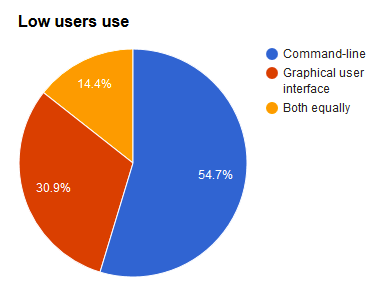 Low users use
Command-line
Graphical user
interface
Both equally
14.4%
54.7%
30.9%